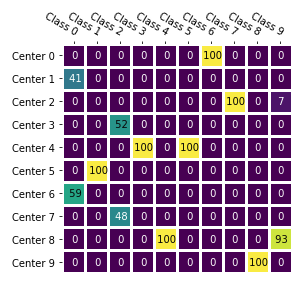 Class 0 Class 1 Class 2 Class 3 Class 4 Class 5 Class 6 Class 7 Class 8 Class 9
Center 0 0 0 0 0 0 0 100 0 0 0
Center 1 41 0 0 0 0 0 0 0 0 0
Center 2 0 0 0 0 0 0 0 100 0 7
Center 3 0 0 52 0 0 0 0 0 0 0
Center 4 0 0 0 100 0 100 0 0 0 0
Center 5 0 100 0 0 0 0 0 0 0 0
Center 6 59 0 0 0 0 0 0 0 0 0
Center 7 0 0 48 0 0 0 0 0 0 0
Center 8 0 0 0 0 100 0 0 0 0 93
Center 9 0 0 0 0 0 0 0 0 100 0